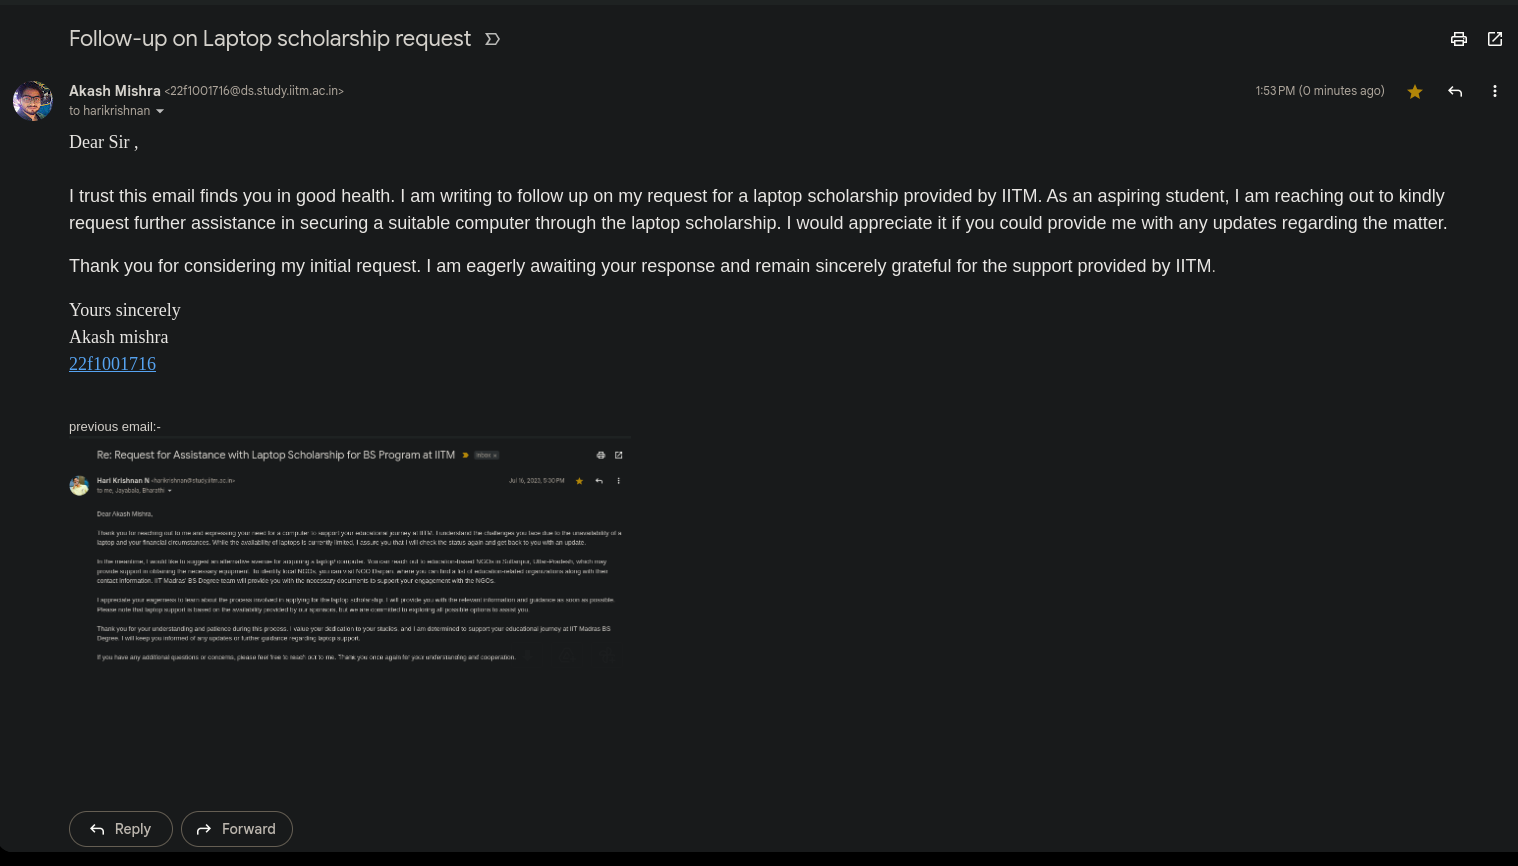 Follow-up on Laptop scholarship request
Akash Mishra <22f1001716@ds.study.iitm.ac.in>
1:53 PM (0 minutes ago)
to harikrishnan
Dear Sir ,
I trust this email finds you in good health. I am writing to follow up on my request for a laptop scholarship provided by IITM. As an aspiring student, I am reaching out to kindly
request further assistance in securing a suitable computer through the laptop scholarship. I would appreciate it if you could provide me with any updates regarding the matter.
Thank you for considering my initial request. I am eagerly awaiting your response and remain sincerely grateful for the support provided by IITM.
Yours sincerely
Akash mishra
22f1001716
previous email:-
Re: Request for Assistance with Laptop Scholarship for BS Program at IITM
Inbox x
Hari Krishnan N <harikrishnan@study.iitm.ac.in>
Jul 16, 2023, 5:30 PM
to me, Jayabala, Bharathi
Dear Akash Mishra,
Thank you for reaching out to me and expressing your need for a computer to support your educational journey at IITM. I understand the challenges you face due to the unavailability of a
laptop and your financial circumstances. While the availability of laptops is currently limited, I assure you that I will check the status again and get back to you with an update.
In the meantime, I would like to suggest an alternative avenue for acquiring a laptop/ computer. You can reach out to education-based NGOs in Sultanpur, Uttar-Pradesh, which may
provide support in obtaining the necessary equipment. To identify local NGOs, you can visit NGO Darpan, where you can find a list of education-related organizations along with their
contact information. IIT Madras' BS Degree team will provide you with the necessary documents to support your engagement with the NGOs.
I appreciate your eagerness to learn about the process involved in applying for the laptop scholarship. I will provide you with the relevant information and guidance as soon as possible.
Please note that laptop support is based on the availability provided by our sponsors, but we are committed to exploring all possible options to assist you.
Thank you for your understanding and patience during this process. I value your dedication to your studies, and I am determined to support your educational journey at IIT Madras BS
Degree. I will keep you informed of any updates or further guidance regarding laptop support.
If you have any additional questions or concerns, please feel free to reach out to me. Thank you once again for your understanding and cooperation.
Reply
Forward